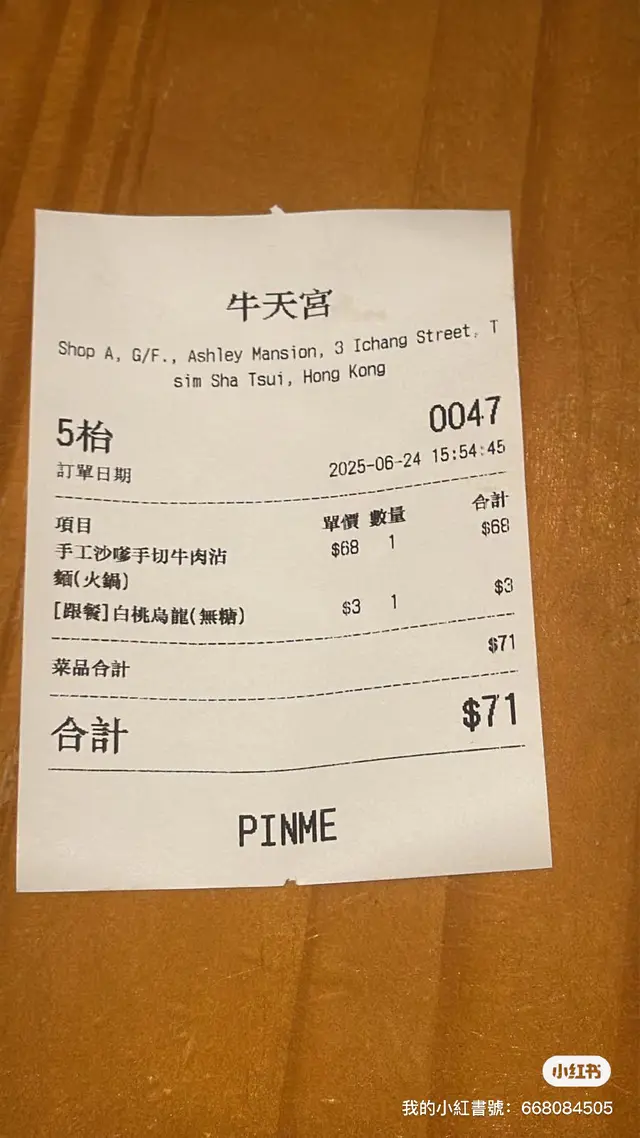 牛天宮
Shop A, G/F., Ashley Mansion, 3 Ichang Street, T
sim Sha Tsui, Hong Kong
5枱 0047
訂單日期 2025-06-24 15:54:45
項目 單價 數量 合計
手工沙嗲手切牛肉沾 $68 1 $68
麵(火鍋)
[跟餐]白桃烏龍(無糖) $3 1 $3
菜品合計 $71
合計 $71
PINME
小红书
我的小紅書號：668084505